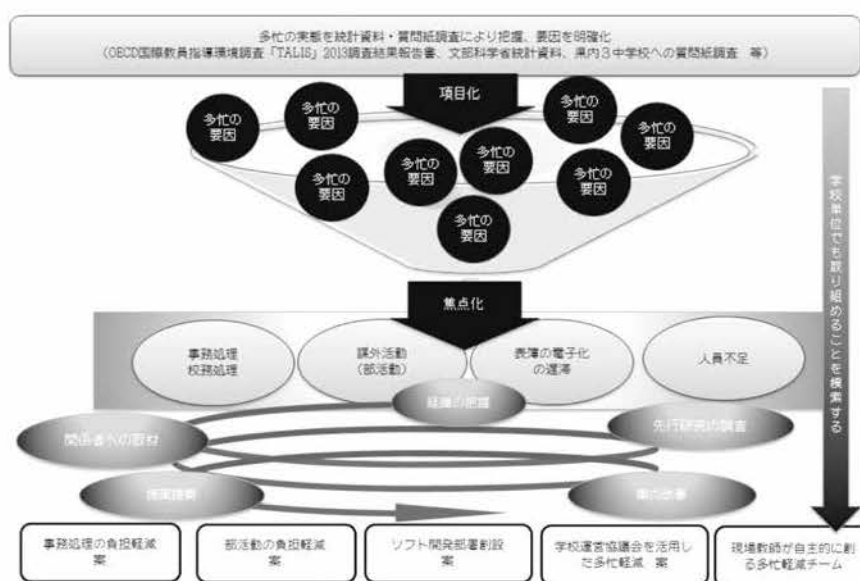 多忙の実態を統計資料・質問紙調査により把握、要因を明確化
(OECD国際教員指導環境調査「TALIS」2013調査結果報告書、文部科学省統計資料、県内3中学校への質問紙調査 等)
項目化
多忙の
要因
多忙の
要因
多忙の
要因
多忙の
要因
多忙の
要因
多忙の
要因
多忙の
要因
多忙の
要因
多忙の
要因
焦点化
事務処理
校務処理
課外活動
(部活動)
表簿の電子化
の遅滞
人員不足
経緯の把握
関係者への取材
先行研究の調査
施策提言
案の改善
事務処理の負担軽減
案
部活動の負担軽減
案
ソフト開発部署創設
案
学校運営協議会を活用し
た多忙軽減 案
現場教師が自主的に創
る多忙軽減チーム
学校単位でも取り組めることを模索する